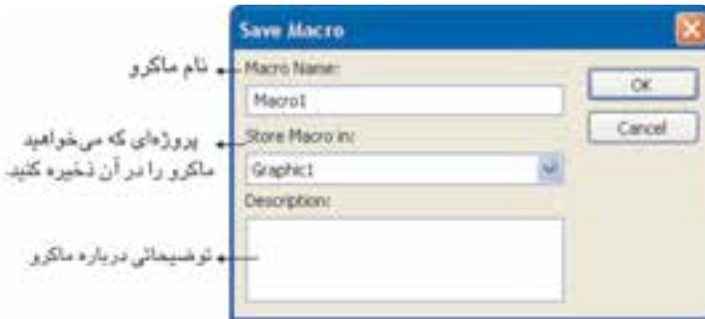 Save Macro
نام ماکرو
Macro Name:
Macro1
OK
پروژه‌ای که می‌خواهید
ماکرو را در آن ذخیره کنید.
Store Macro in:
Graphic1
Cancel
Description:
توضیحاتی درباره ماکرو